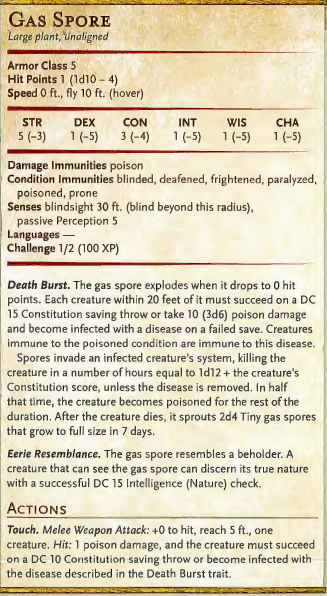 GAS SPORE
Large plant, unaligned
Armor Class 5
Hit Points 1 (1d10 – 4)
Speed 0 ft., fly 10 ft. (hover)
STR DEX CON INT WIS CHA
5 (–3) 1 (–5) 3 (–4) 1 (–5) 1 (–5) 1 (–5)
Damage Immunities poison
Condition Immunities blinded, deafened, frightened, paralyzed,
poisoned, prone
Senses blindsight 30 ft. (blind beyond this radius),
passive Perception 5
Languages —
Challenge 1/2 (100 XP)
Death Burst. The gas spore explodes when it drops to 0 hit
points. Each creature within 20 feet of it must succeed on a DC
15 Constitution saving throw or take 10 (3d6) poison damage
and become infected with a disease on a failed save. Creatures
immune to the poisoned condition are immune to this disease.
Spores invade an infected creature's system, killing the
creature in a number of hours equal to 1d12 + the creature's
Constitution score, unless the disease is removed. In half
that time, the creature becomes poisoned for the rest of the
duration. After the creature dies, it sprouts 2d4 Tiny gas spores
that grow to full size in 7 days.
Eerie Resemblance. The gas spore resembles a beholder. A
creature that can see the gas spore can discern its true nature
with a successful DC 15 Intelligence (Nature) check.
ACTIONS
Touch. Melee Weapon Attack: +0 to hit, reach 5 ft., one
creature. Hit: 1 poison damage, and the creature must succeed
on a DC 10 Constitution saving throw or become infected with
the disease described in the Death Burst trait.